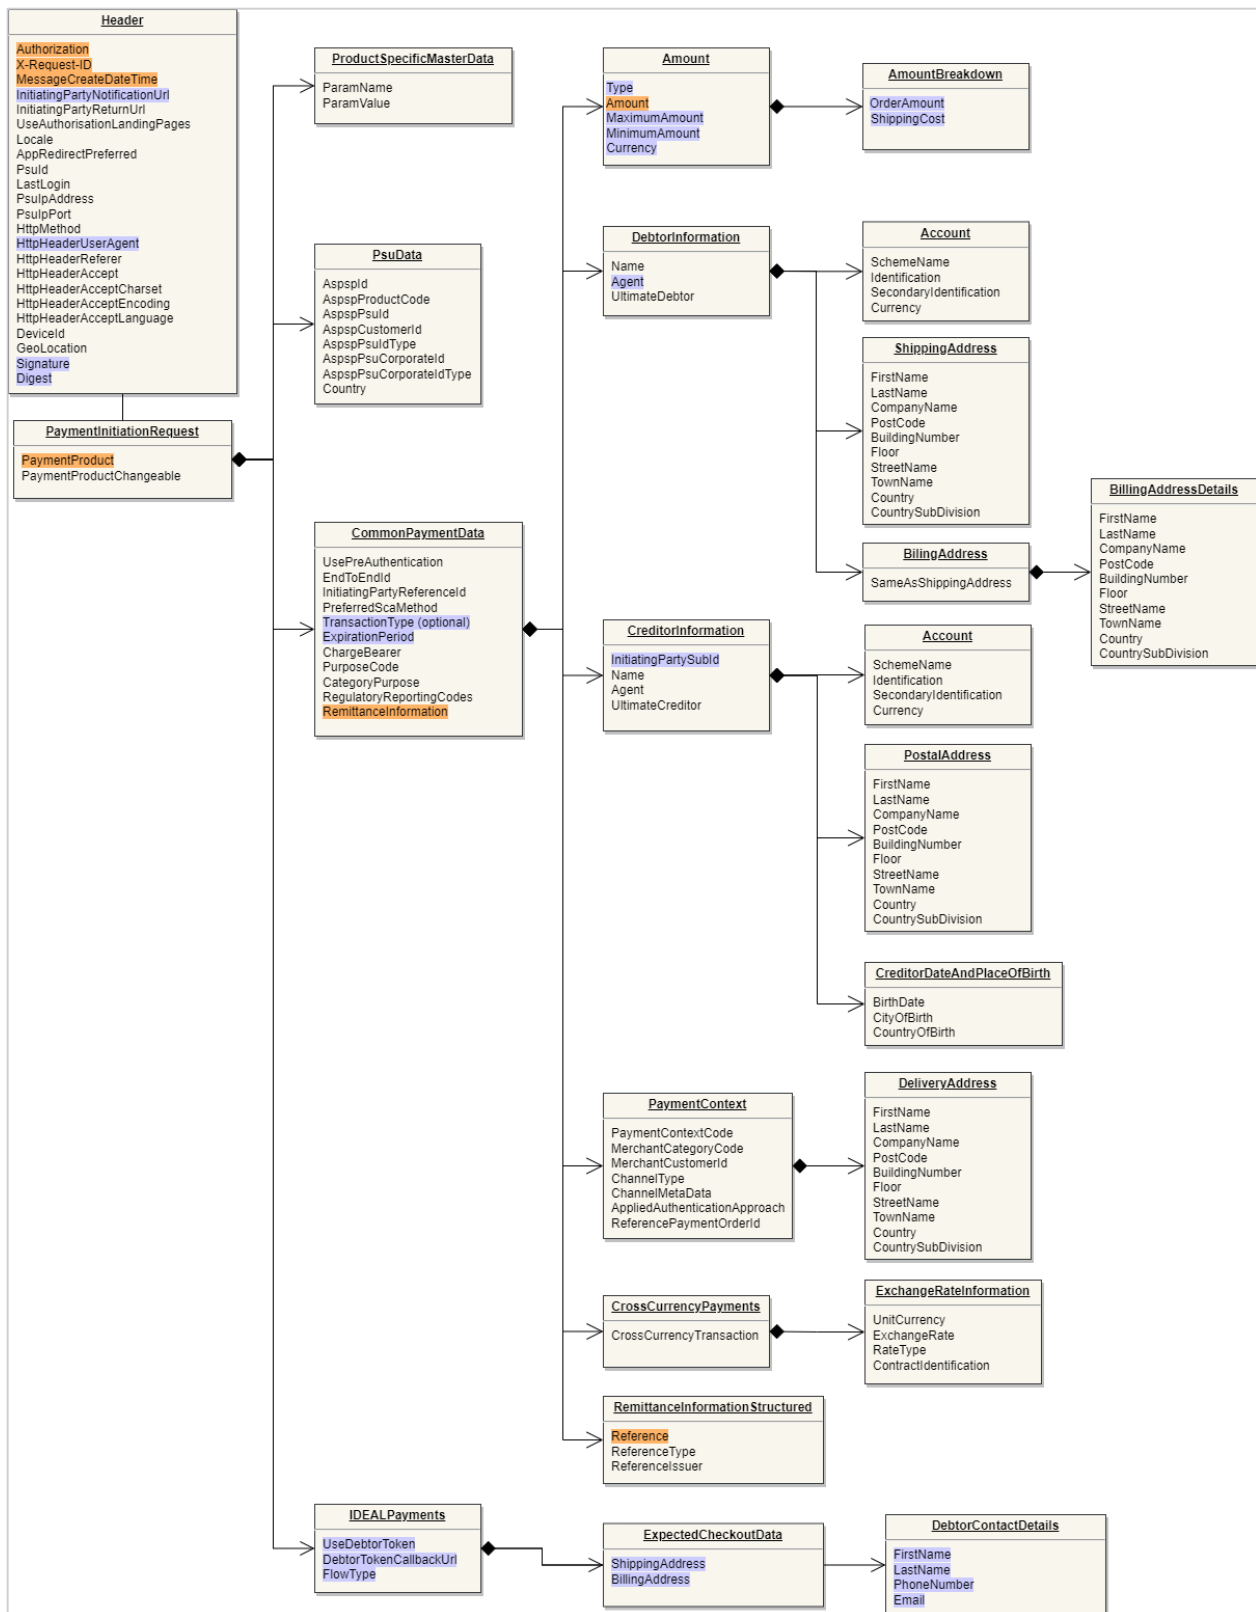 Header
Authorization
X-Request-ID
MessageCreateDateTime
InitiatingPartyNotificationUrl
InitiatingPartyReturnUrl
UseAuthorisationLandingPages
Locale
AppRedirectPreferred
PsuId
LastLogin
PsuIpAddress
PsuIpPort
HttpMethod
HttpHeaderUserAgent
HttpHeaderReferer
HttpHeaderAccept
HttpHeaderAcceptCharset
HttpHeaderAcceptEncoding
HttpHeaderAcceptLanguage
DeviceId
GeoLocation
Signature
Digest
PaymentInitiationRequest
PaymentProduct
PaymentProductChangeable
ProductSpecificMasterData
ParamName
ParamValue
PsuData
AspspId
AspspProductCode
AspspPsuId
AspspCustomerId
AspspPsuIdType
AspspPsuCorporateId
AspspPsuCorporateIdType
Country
CommonPaymentData
UsePreAuthentication
EndToEndId
InitiatingPartyReferenceId
PreferredScaMethod
TransactionType (optional)
ExpirationPeriod
ChargeBearer
PurposeCode
CategoryPurpose
RegulatoryReportingCodes
RemittanceInformation
IDEALPayments
UseDebtorToken
DebtorTokenCallbackUrl
FlowType
Amount
Type
Amount
MaximumAmount
MinimumAmount
Currency
AmountBreakdown
OrderAmount
ShippingCost
DebtorInformation
Name
Agent
UltimateDebtor
Account
SchemeName
Identification
SecondaryIdentification
Currency
ShippingAddress
FirstName
LastName
CompanyName
PostCode
BuildingNumber
Floor
StreetName
TownName
Country
CountrySubDivision
BilingAddress
SameAsShippingAddress
BillingAddressDetails
FirstName
LastName
CompanyName
PostCode
BuildingNumber
Floor
StreetName
TownName
Country
CountrySubDivision
CreditorInformation
InitiatingPartySubId
Name
Agent
UltimateCreditor
Account
SchemeName
Identification
SecondaryIdentification
Currency
PostalAddress
FirstName
LastName
CompanyName
PostCode
BuildingNumber
Floor
StreetName
TownName
Country
CountrySubDivision
CreditorDateAndPlaceOfBirth
BirthDate
CityOfBirth
CountryOfBirth
PaymentContext
PaymentContextCode
MerchantCategoryCode
MerchantCustomerId
ChannelType
ChannelMetaData
AppliedAuthenticationApproach
ReferencePaymentOrderId
DeliveryAddress
FirstName
LastName
CompanyName
PostCode
BuildingNumber
Floor
StreetName
TownName
Country
CountrySubDivision
CrossCurrencyPayments
CrossCurrencyTransaction
ExchangeRateInformation
UnitCurrency
ExchangeRate
RateType
ContractIdentification
RemittanceInformationStructured
Reference
ReferenceType
ReferenceIssuer
ExpectedCheckoutData
ShippingAddress
BillingAddress
DebtorContactDetails
FirstName
LastName
PhoneNumber
Email